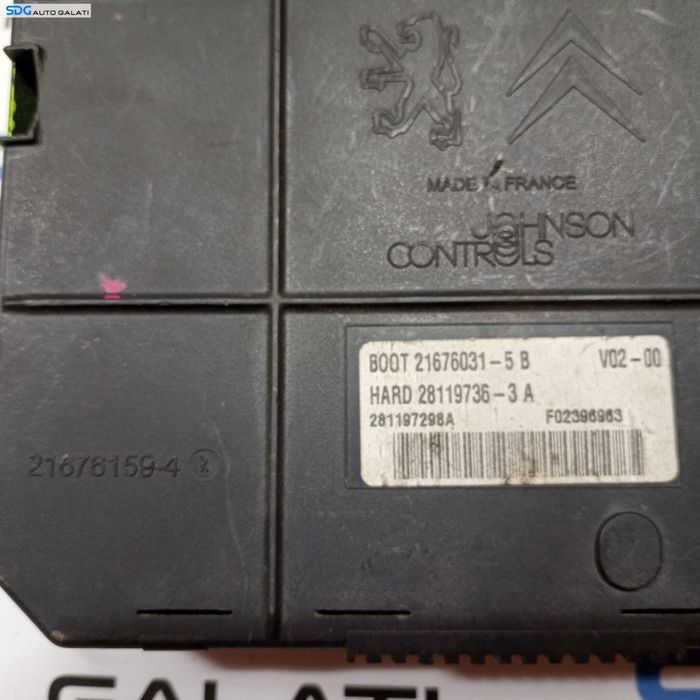 SDG AUTO GALATI
MADE IN FRANCE
JOHNSON
CONTROLS
BOOT 21676031-5 B V02-00
HARD 28119736-3 A
281197298A F02396963
21676159-4
GALATI